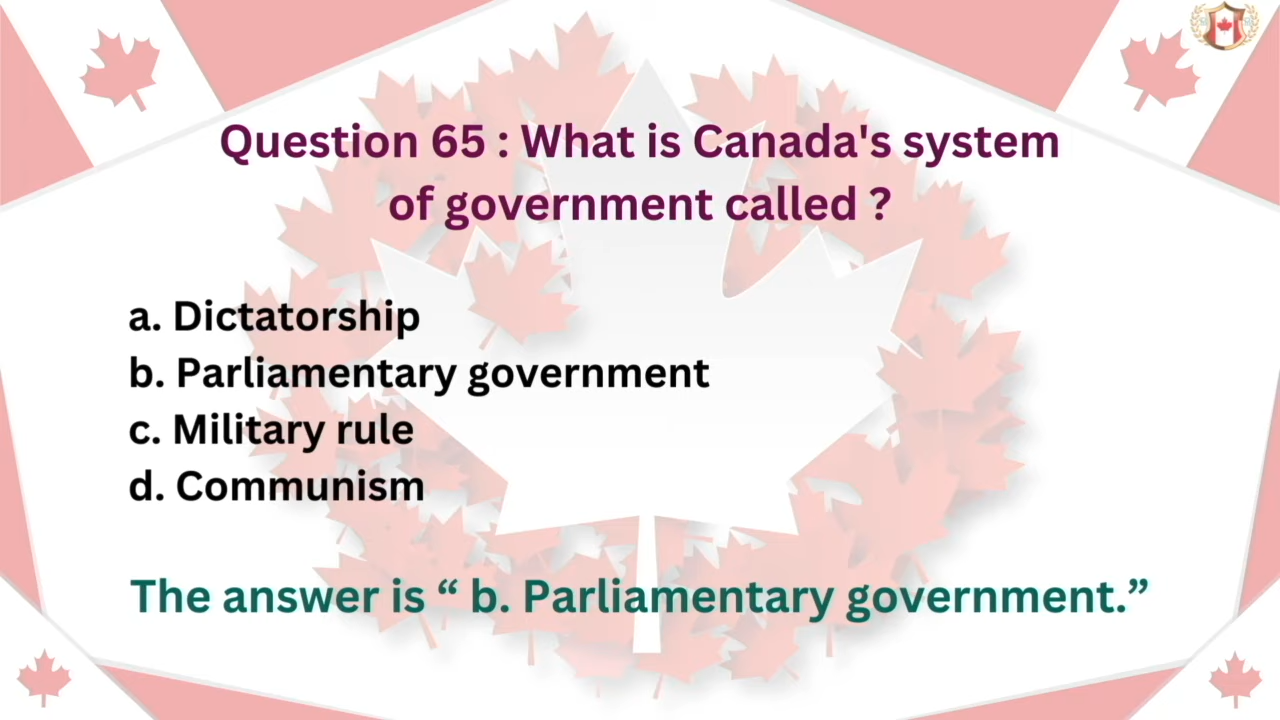 Question 65 : What is Canada's system
of government called ?
a. Dictatorship
b. Parliamentary government
c. Military rule
d. Communism
The answer is “ b. Parliamentary government.”